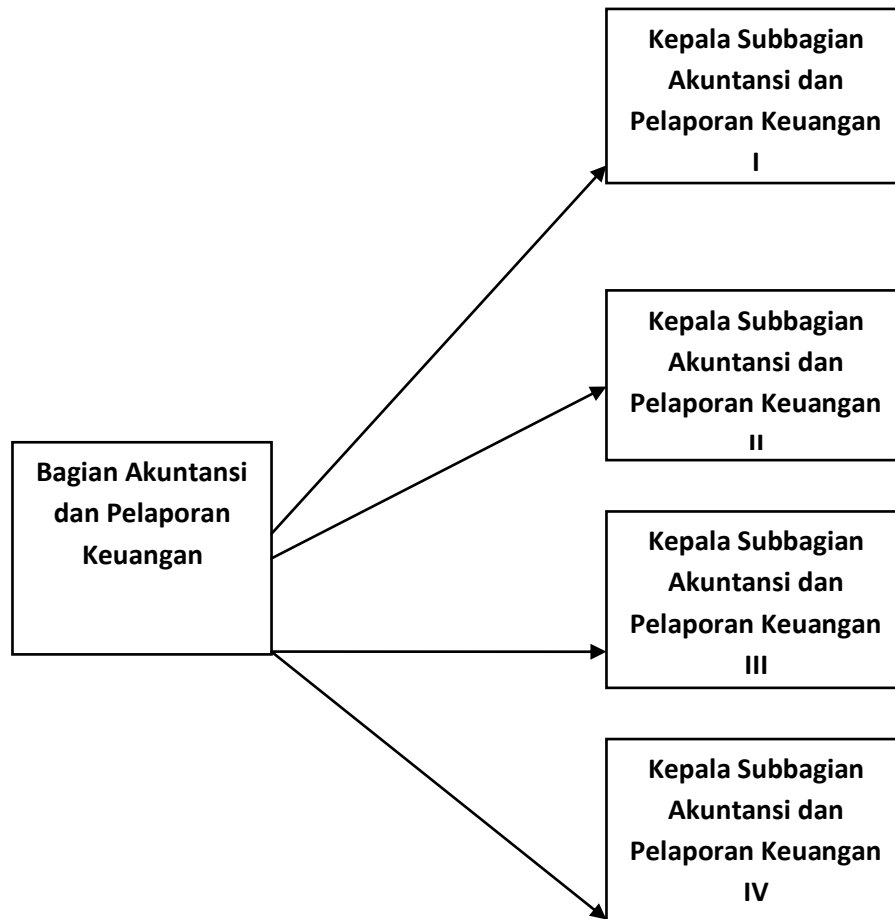 Kepala Subbagian
Akuntansi dan
Pelaporan Keuangan
I
Kepala Subbagian
Akuntansi dan
Pelaporan Keuangan
II
Bagian Akuntansi
dan Pelaporan
Keuangan
Kepala Subbagian
Akuntansi dan
Pelaporan Keuangan
III
Kepala Subbagian
Akuntansi dan
Pelaporan Keuangan
IV